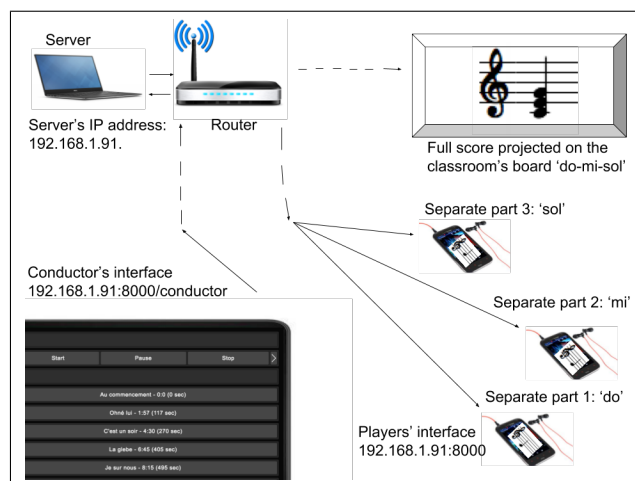 Server
Server's IP address:
192.168.1.91.
Router
Full score projected on the
classroom's board 'do-mi-sol'
Separate part 3: 'sol'
Conductor's interface
192.168.1.91:8000/conductor
Start Pause Stop >
Au commencement - 0:0 (0 sec)
Ohné lui - 1:57 (117 sec)
C'est un soir - 4:30 (270 sec)
La glebe - 6:45 (405 sec)
Je sur nous - 8:15 (495 sec)
Separate part 2: 'mi'
Separate part 1: 'do'
Players' interface
192.168.1.91:8000